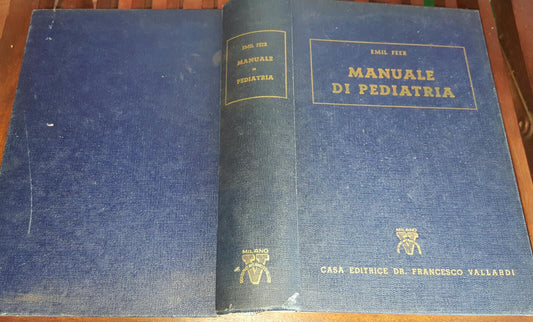 EMIL FEER
MANUALE
DI
PEDIATRIA
MILANO
EMIL FEER
MANUALE
DI PEDIATRIA
MILANO
CASA EDITRICE DR. FRANCESCO VALLARDI